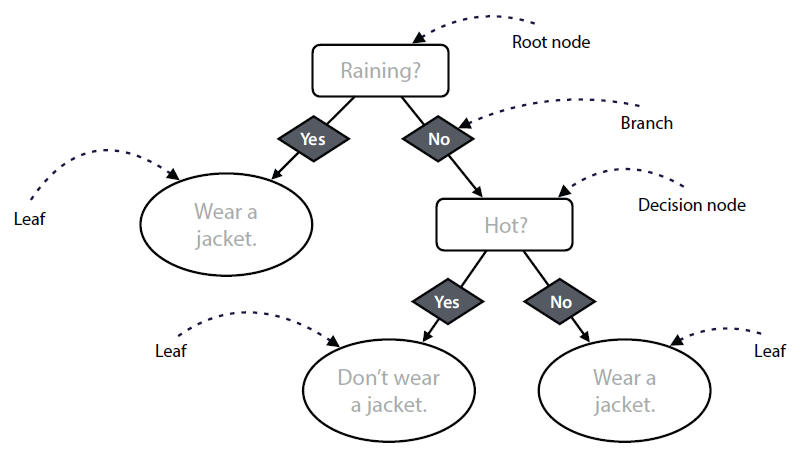 Root node
Raining?
Branch
Yes
No
Leaf
Wear a
jacket.
Decision node
Hot?
Yes
No
Leaf
Leaf
Don't wear
a jacket.
Wear a
jacket.